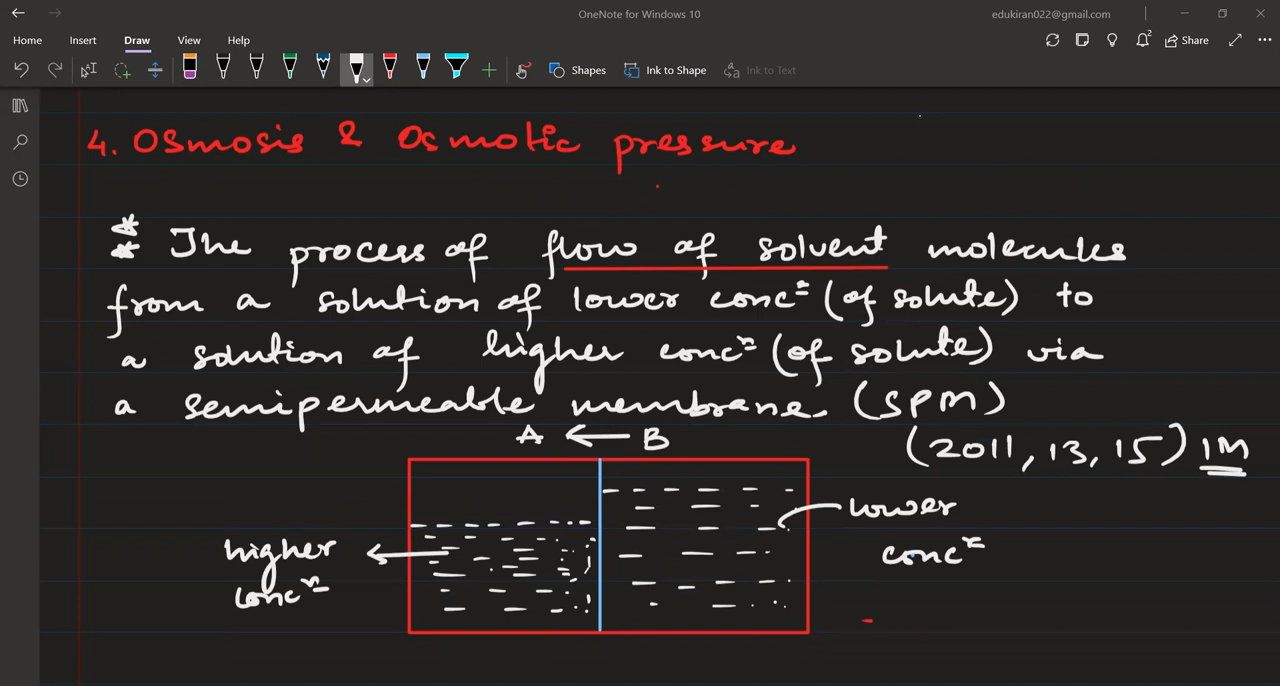 OneNote for Windows 10
edukiran022@gmail.com
Home Insert Draw View Help
Share
Shapes Ink to Shape Ink to Text
4. Osmosis & Osmotic pressure
* The process of flow of solvent molecules
* from a solution of lower concⁿ (of solute) to
a solution of higher concⁿ (of solute) via
a semipermeable membrane. (SPM)
A ← B
(2011, 13, 15) 1M
lower
concⁿ
higher
concⁿ